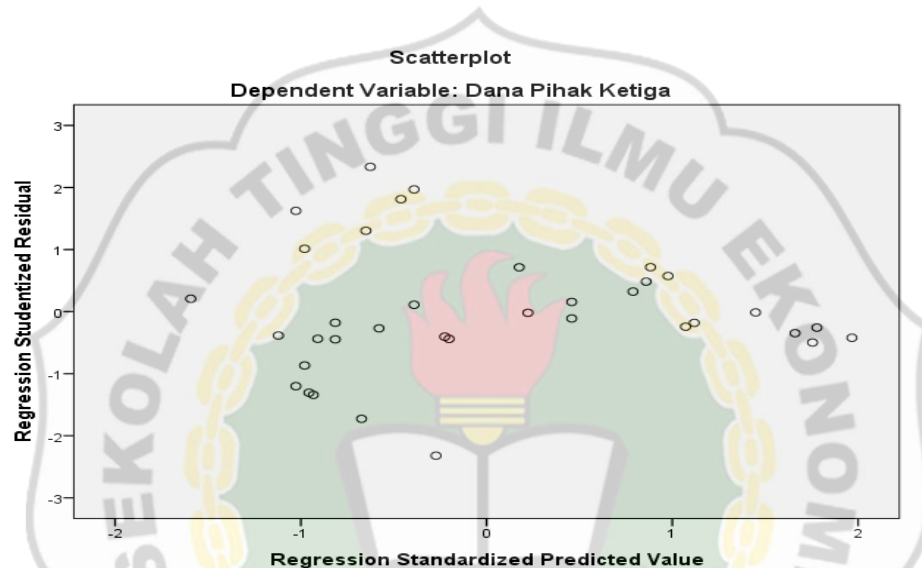 Scatterplot
Dependent Variable: Dana Pihak Ketiga
SEKOLAH TINGGI ILMU EKONOM
Regression Studentized Residual
3
2
1
0
-1
-2
-3
-2
-1
0
1
2
Regression Standardized Predicted Value